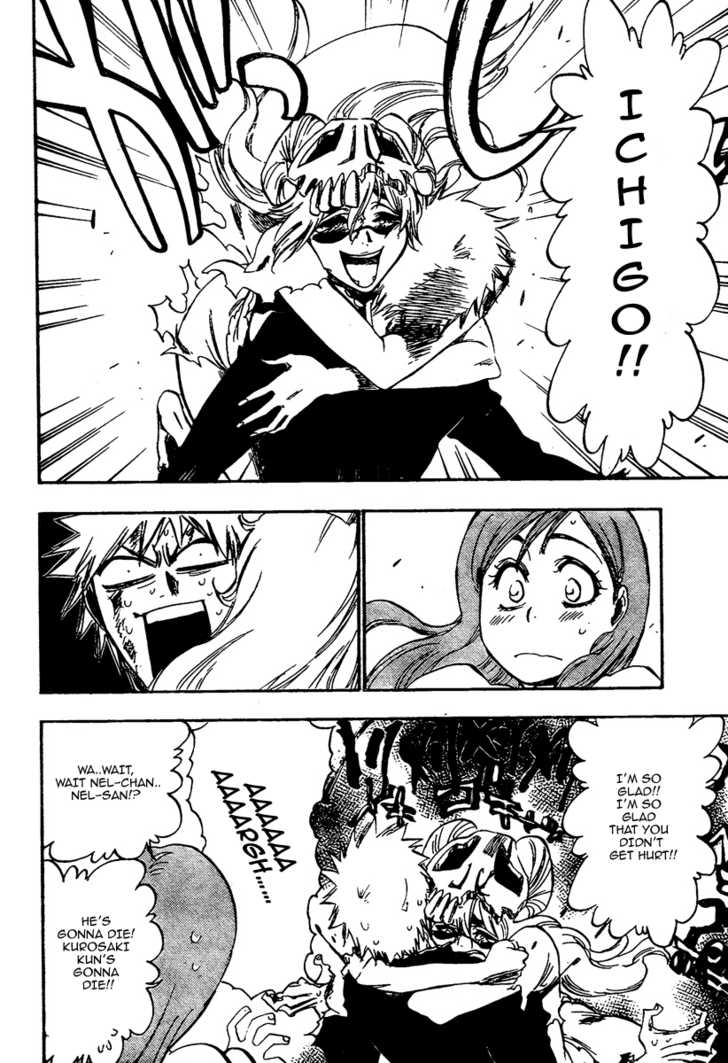 ICHIGO!!
I'M SO
GLAD!!
I'M SO
GLAD
THAT YOU
DIDN'T
GET HURT!!
AAAAAA
AAAARGH......
WA..WAIT,
WAIT NEL-CHAN..
NEL-SAN!?
HE'S
GONNA DIE!
KUROSAKI
KUN'S
GONNA
DIE!!